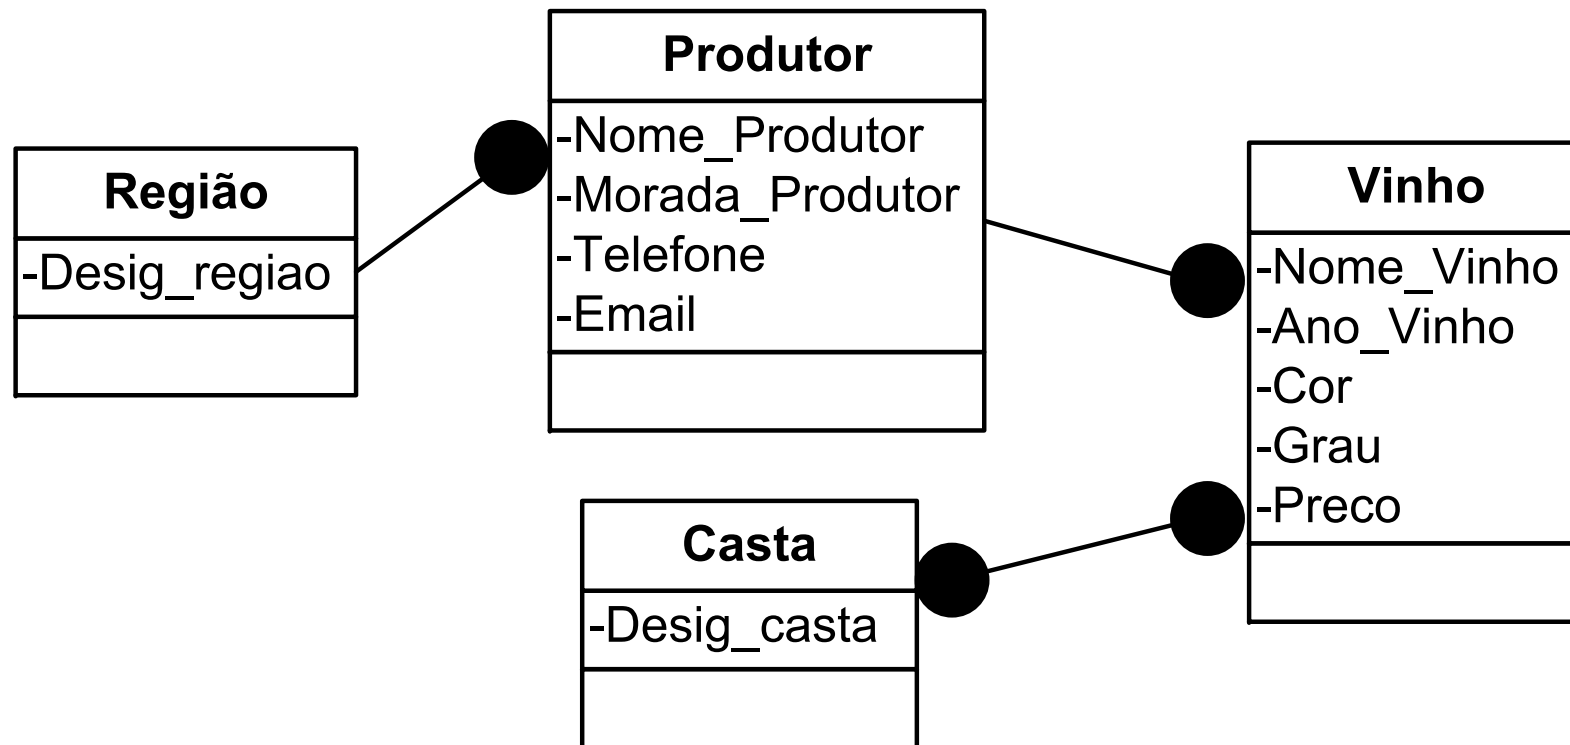 Região
-Desig_regiao
Produtor
-Nome_Produtor
-Morada_Produtor
-Telefone
-Email
Vinho
-Nome_Vinho
-Ano_Vinho
-Cor
-Grau
-Preco
Casta
-Desig_casta